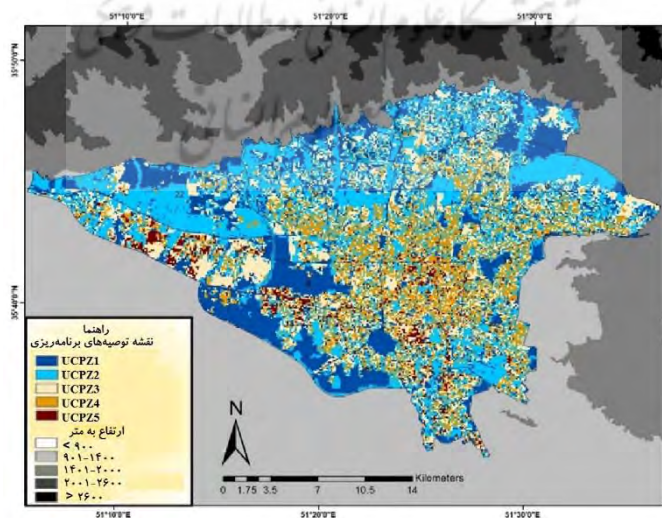 51°10'0"E
51°20'0"E
51°30'0"E
35°50'0"N
35°40'0"N
22
راهنما
نقشه توصیه‌های برنامه‌ریزی
UCPZ1
UCPZ2
UCPZ3
UCPZ4
UCPZ5
ارتفاع به متر
< ۹۰۰
۹۰۱-۱۴۰۰
۱۴۰۱-۲۰۰۰
۲۰۰۱-۲۶۰۰
> ۲۶۰۰
N
Kilometers
0 1.75 3.5 7 10.5 14
51°10'0"E
51°20'0"E
51°30'0"E